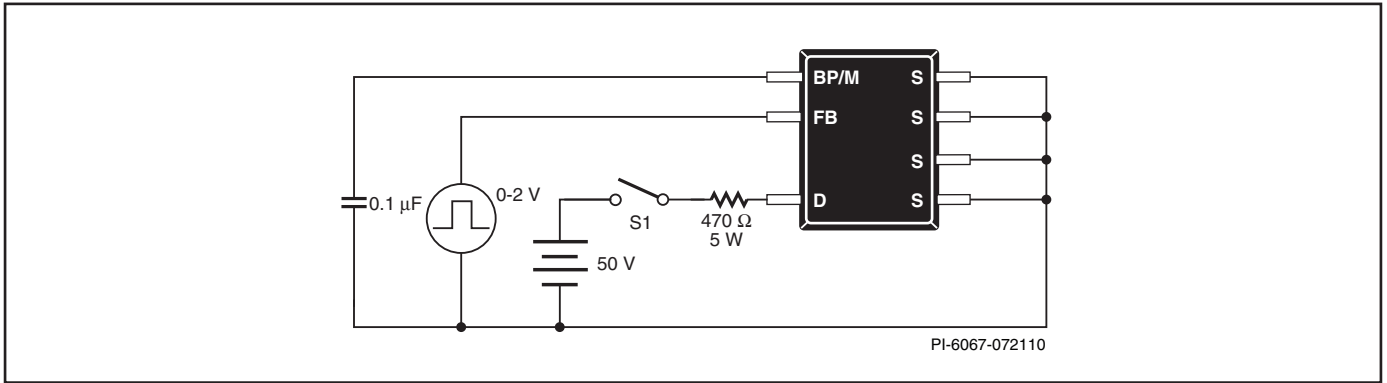 BP/M S
FB S
S
D S
0.1 μF
0-2 V
S1
470 Ω
5 W
50 V
PI-6067-072110